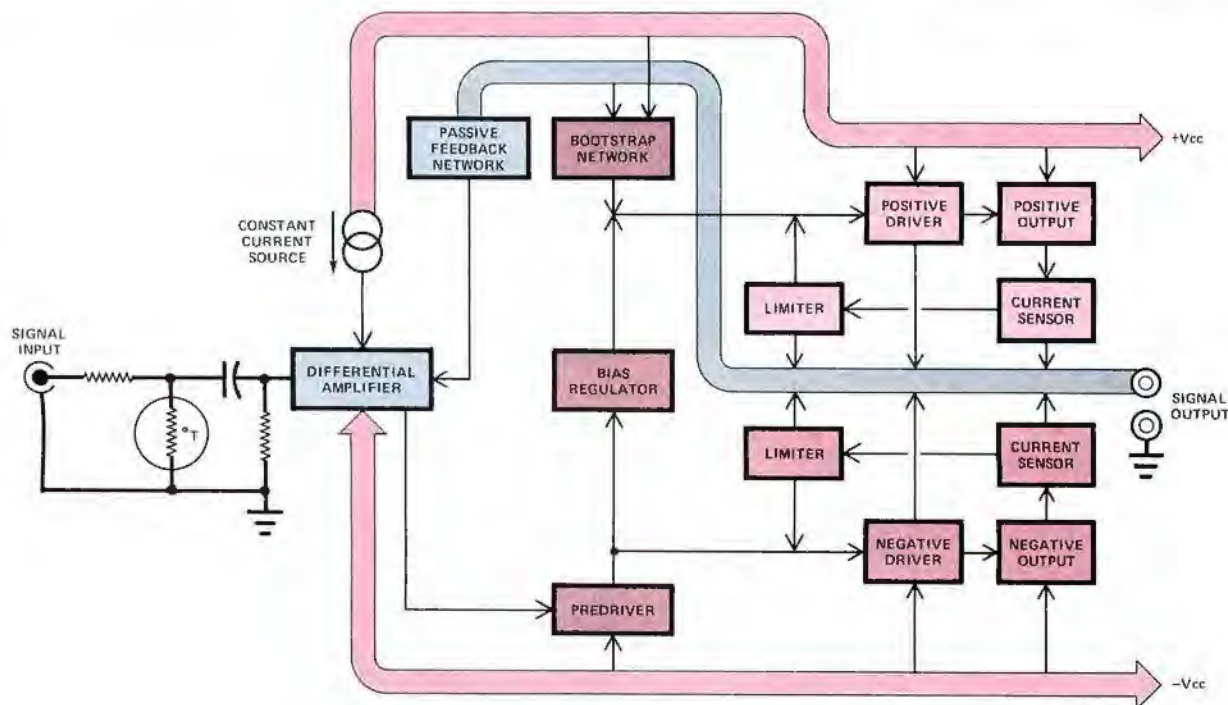 PASSIVE
FEEDBACK
NETWORK
BOOTSTRAP
NETWORK
+Vcc
POSITIVE
DRIVER
POSITIVE
OUTPUT
CONSTANT
CURRENT
SOURCE
LIMITER
CURRENT
SENSOR
SIGNAL
INPUT
DIFFERENTIAL
AMPLIFIER
BIAS
REGULATOR
SIGNAL
OUTPUT
°T
LIMITER
CURRENT
SENSOR
NEGATIVE
DRIVER
NEGATIVE
OUTPUT
PREDRIVER
−Vcc